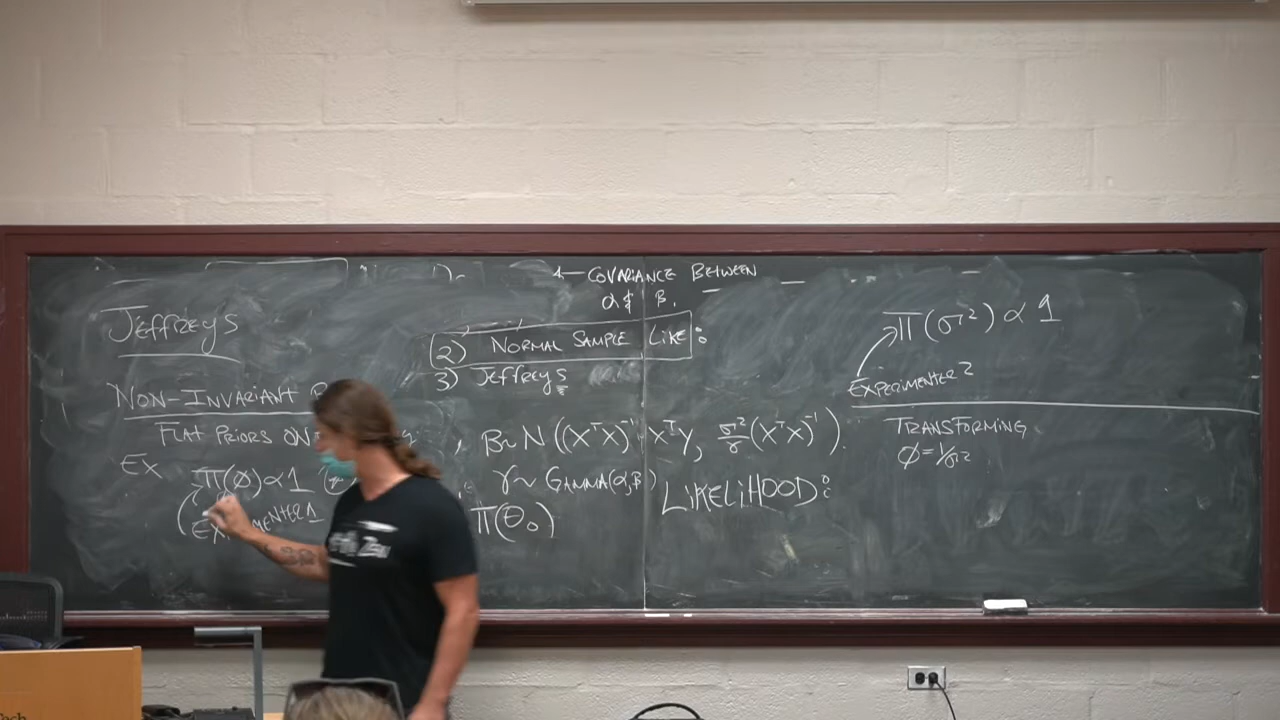 JEFFREYS
NON-INVARIANT
FLAT PRIORS ON
EX π(φ) ∝ 1
EXPERIMENTER 1
COVARIANCE BETWEEN
α & β.
(2) NORMAL SAMPLE LIKE:
3) JEFFREYS
β ~ N((XᵀX)⁻¹XᵀY, σ²/γ (XᵀX)⁻¹).
γ ~ GAMMA(α,β)
π(θ₀)
LIKELIHOOD:
π(σ²) ∝ 1
EXPERIMENTER 2
TRANSFORMING
φ = 1/σ²